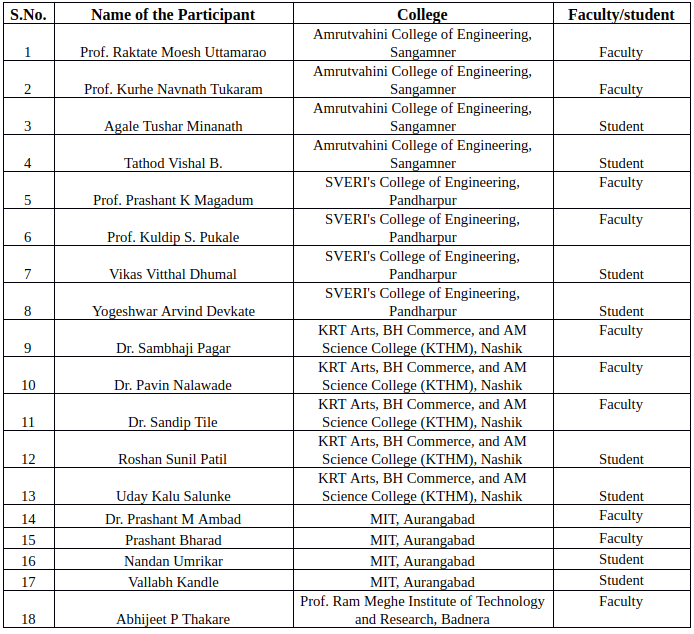 S.No. Name of the Participant College Faculty/student
Amrutvahini College of Engineering,
1 Prof. Raktate Moesh Uttamarao Sangamner Faculty
Amrutvahini College of Engineering,
2 Prof. Kurhe Navnath Tukaram Sangamner Faculty
Amrutvahini College of Engineering,
3 Agale Tushar Minanath Sangamner Student
Amrutvahini College of Engineering,
4 Tathod Vishal B. Sangamner Student
SVERI's College of Engineering, Faculty
5 Prof. Prashant K Magadum Pandharpur
SVERI's College of Engineering, Faculty
6 Prof. Kuldip S. Pukale Pandharpur
SVERI's College of Engineering,
7 Vikas Vitthal Dhumal Pandharpur Student
SVERI's College of Engineering,
8 Yogeshwar Arvind Devkate Pandharpur Student
KRT Arts, BH Commerce, and AM Faculty
9 Dr. Sambhaji Pagar Science College (KTHM), Nashik
KRT Arts, BH Commerce, and AM Faculty
10 Dr. Pavin Nalawade Science College (KTHM), Nashik
KRT Arts, BH Commerce, and AM Faculty
11 Dr. Sandip Tile Science College (KTHM), Nashik
KRT Arts, BH Commerce, and AM
12 Roshan Sunil Patil Science College (KTHM), Nashik Student
KRT Arts, BH Commerce, and AM
13 Uday Kalu Salunke Science College (KTHM), Nashik Student
14 Dr. Prashant M Ambad MIT, Aurangabad Faculty
15 Prashant Bharad MIT, Aurangabad Faculty
16 Nandan Umrikar MIT, Aurangabad Student
17 Vallabh Kandle MIT, Aurangabad Student
Prof. Ram Meghe Institute of Technology Faculty
18 Abhijeet P Thakare and Research, Badnera